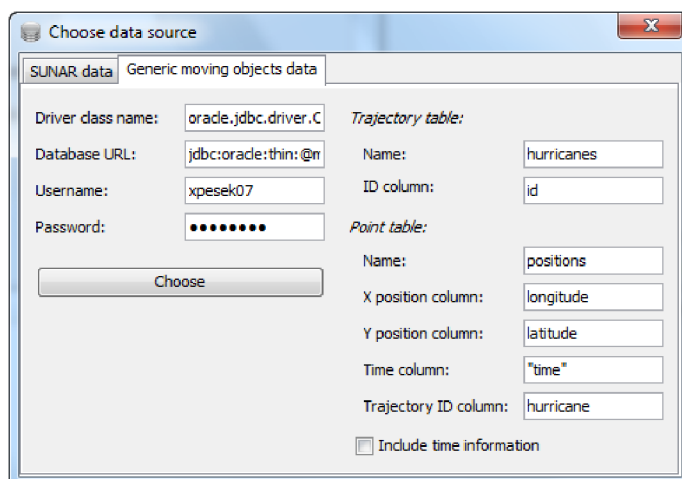 Choose data source
SUNAR data Generic moving objects data
Driver class name: oracle.jdbc.driver.O
Database URL: jdbc:oracle:thin:@m
Username: xpesek07
Password: ●●●●●●●●
Choose
Trajectory table:
Name: hurricanes
ID column: id
Point table:
Name: positions
X position column: longitude
Y position column: latitude
Time column: "time"
Trajectory ID column: hurricane
Include time information